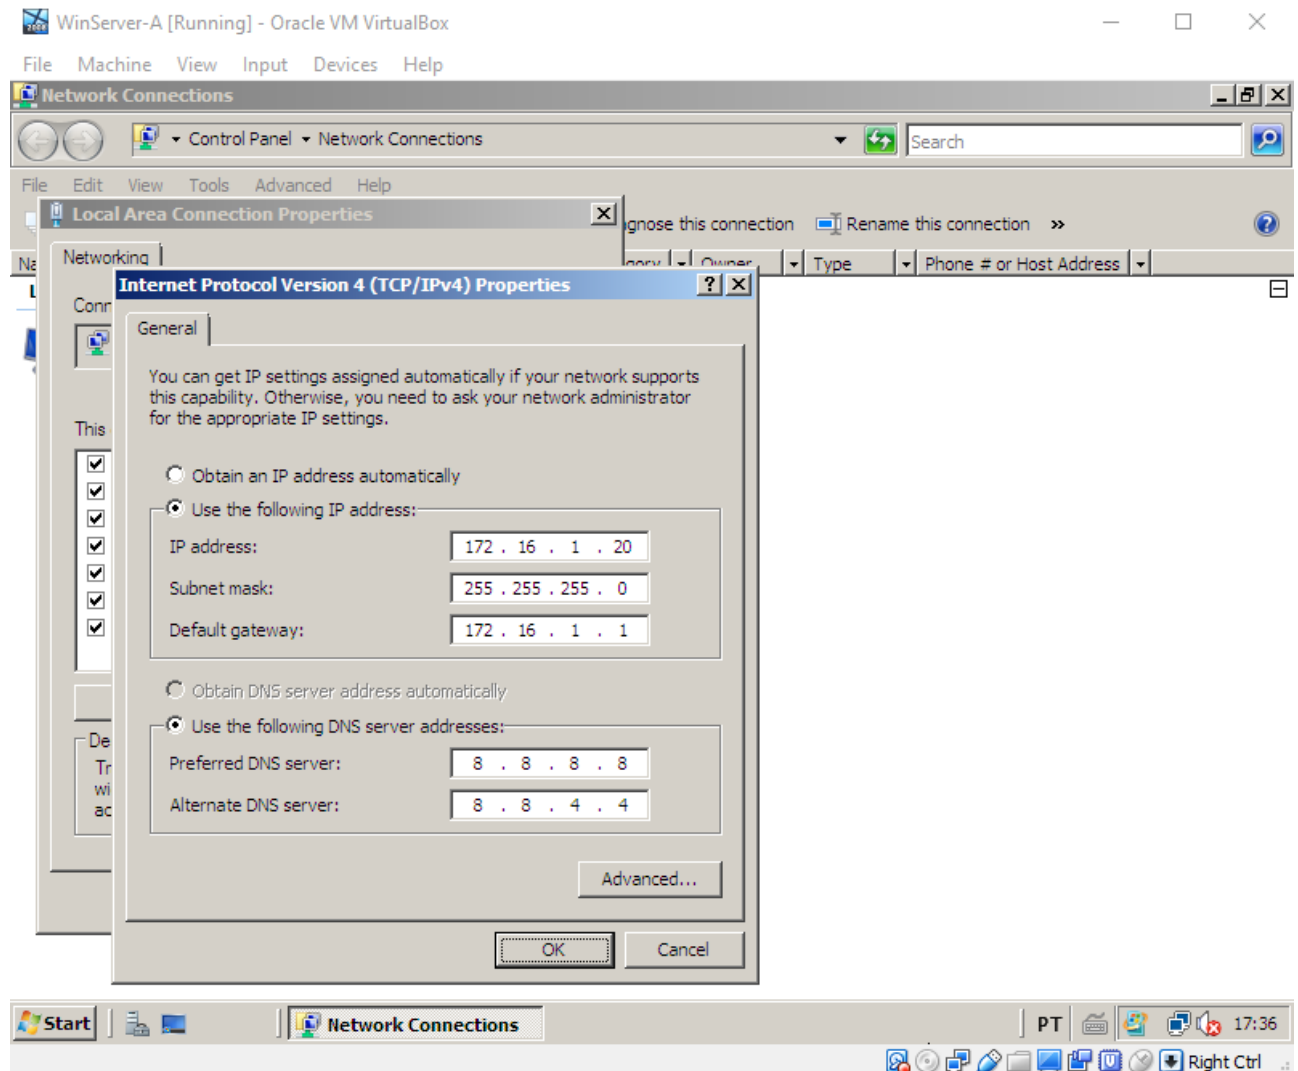 WinServer-A [Running] - Oracle VM VirtualBox
File Machine View Input Devices Help
Network Connections
Control Panel Network Connections
Search
File Edit View Tools Advanced Help
Local Area Connection Properties
this connection Rename this connection »
Networking
Owner Type Phone # or Host Address
Internet Protocol Version 4 (TCP/IPv4) Properties
General
You can get IP settings assigned automatically if your network supports
this capability. Otherwise, you need to ask your network administrator
for the appropriate IP settings.
This
Obtain an IP address automatically
Use the following IP address:
IP address: 172 . 16 . 1 . 20
Subnet mask: 255 . 255 . 255 . 0
Default gateway: 172 . 16 . 1 . 1
Obtain DNS server address automatically
Use the following DNS server addresses:
Preferred DNS server: 8 . 8 . 8 . 8
Alternate DNS server: 8 . 8 . 4 . 4
Advanced...
OK Cancel
Start Network Connections PT 17:36
Right Ctrl